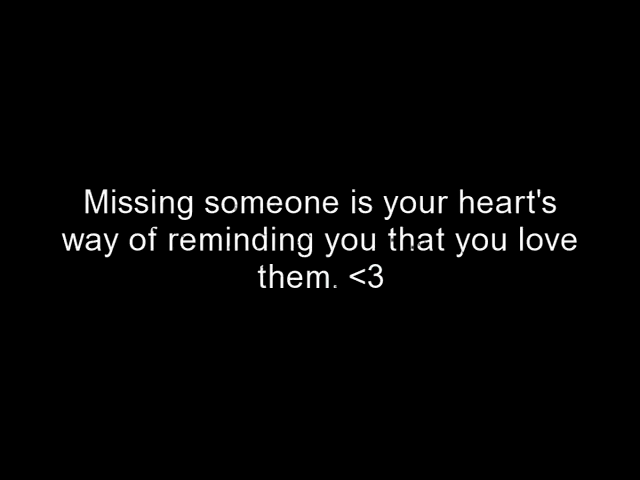 Missing someone is your heart's
way of reminding you that you love
them. <3